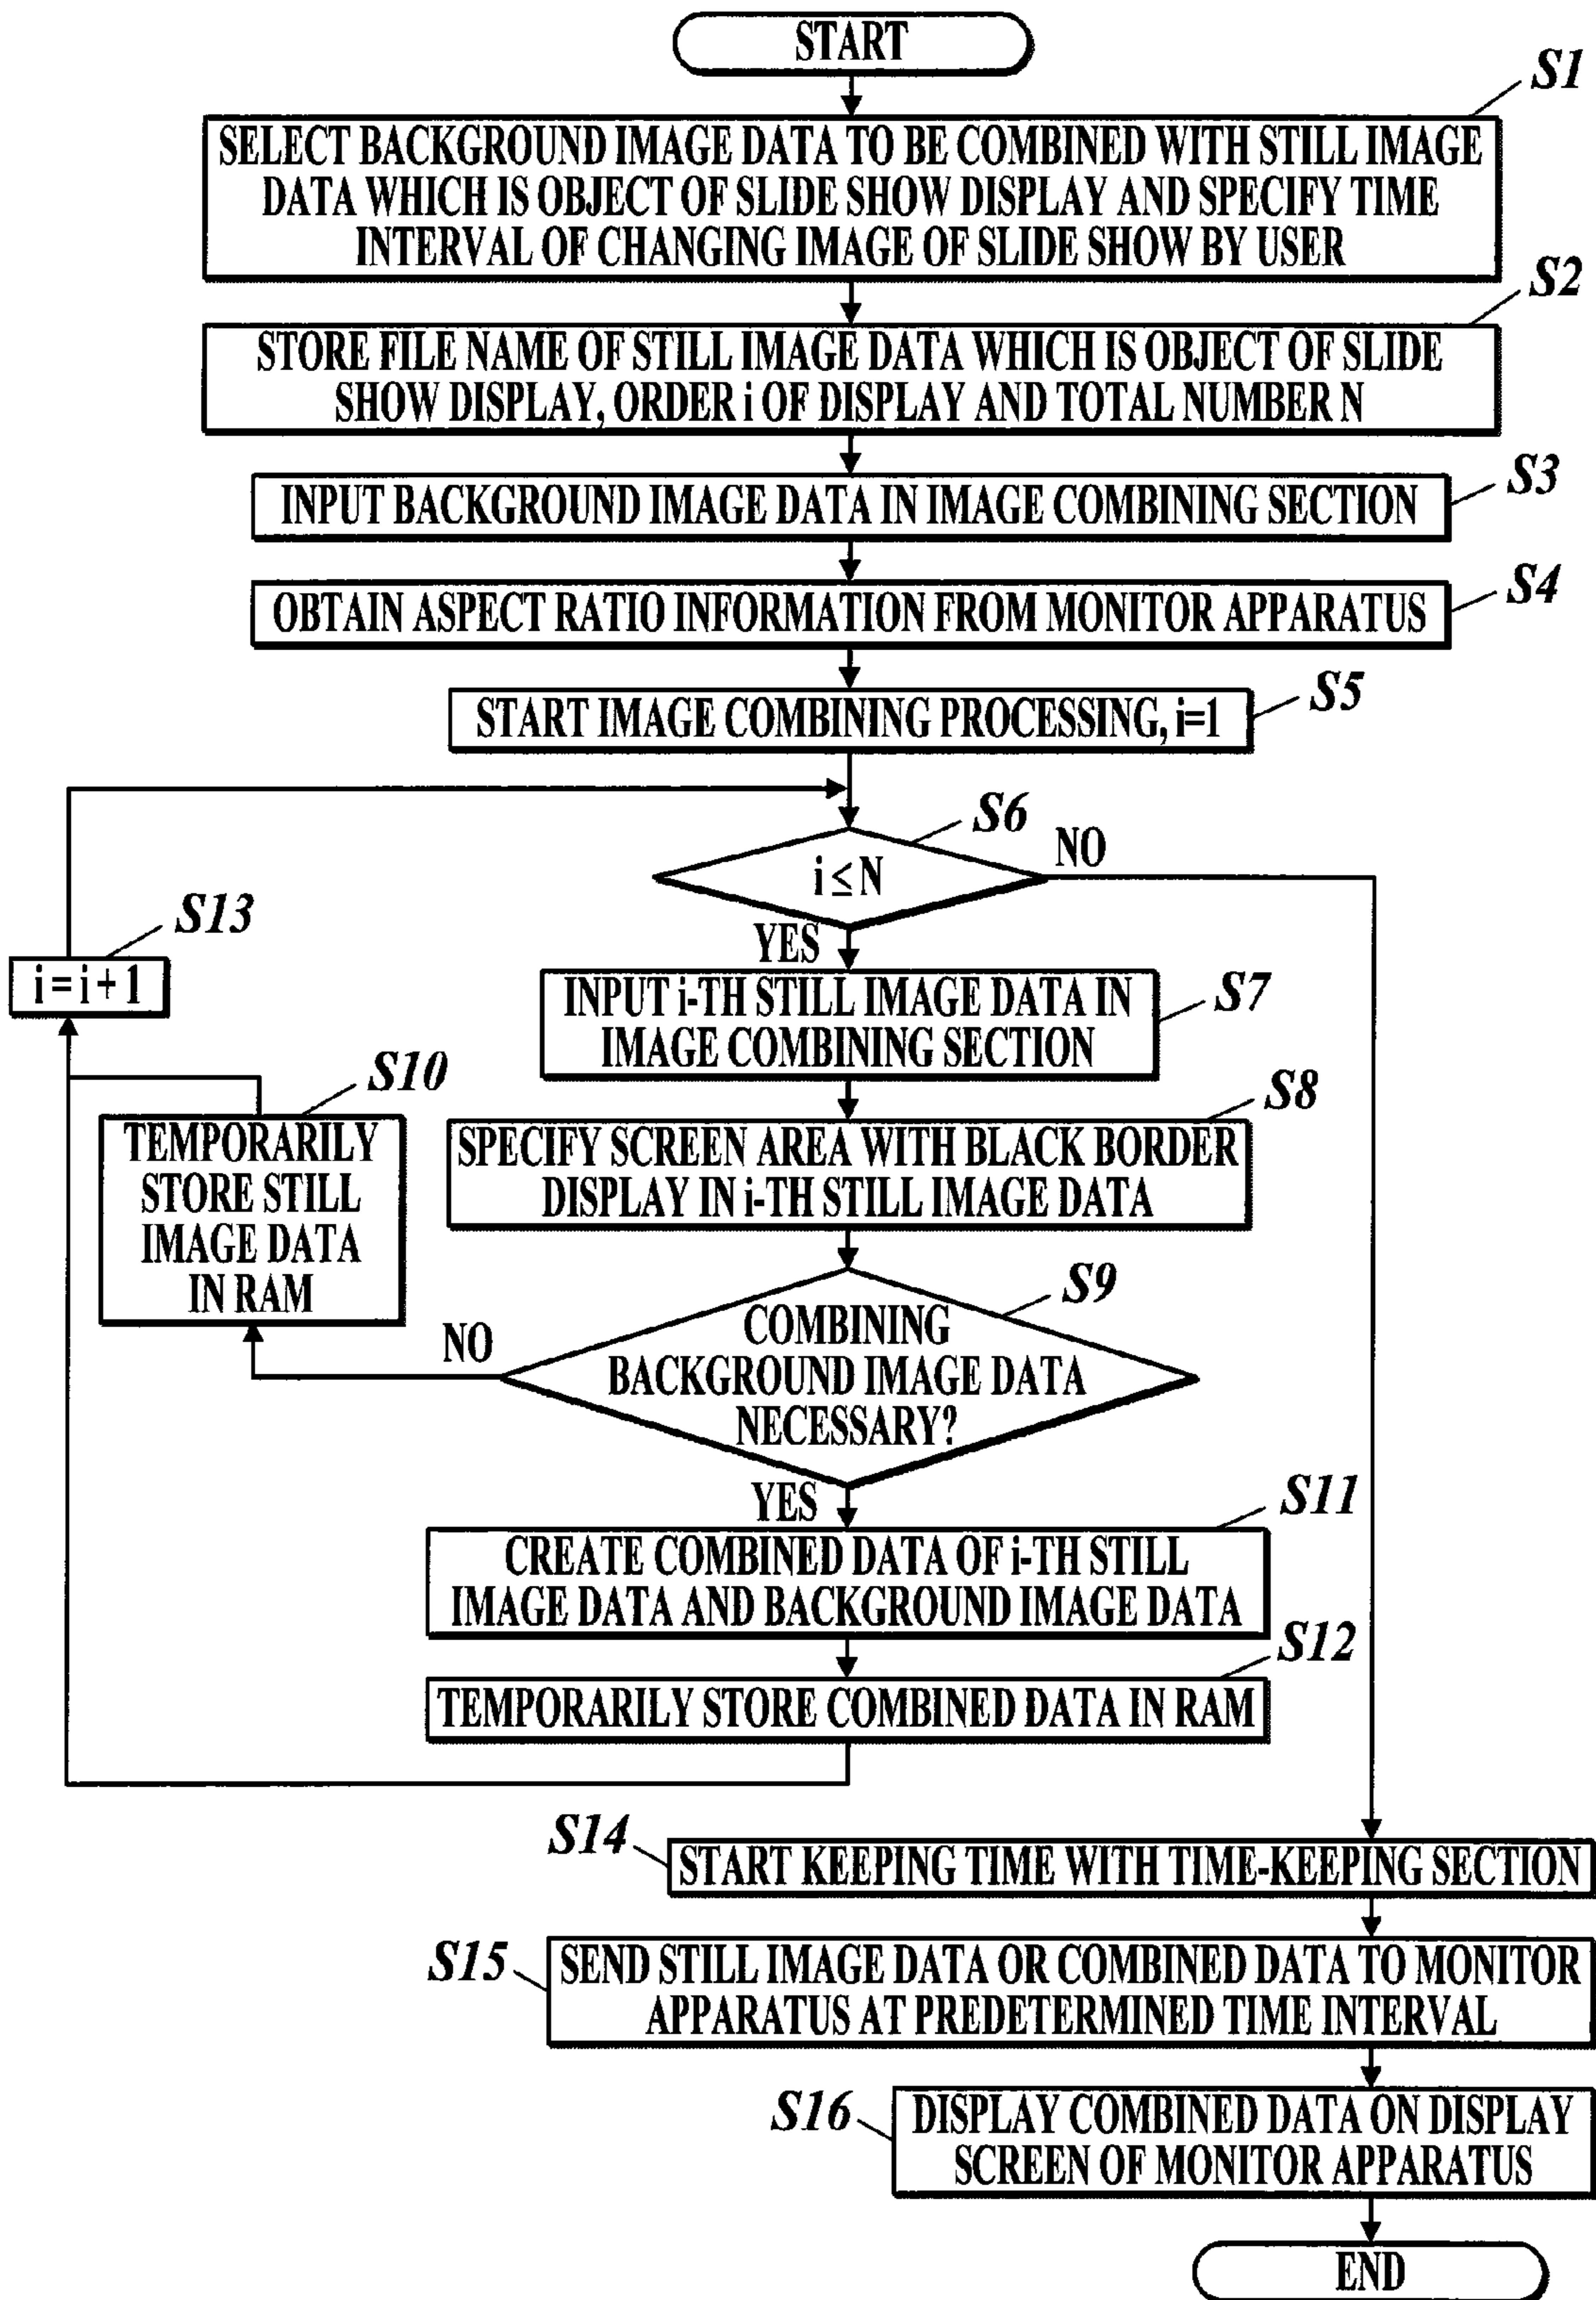 START
S1
SELECT BACKGROUND IMAGE DATA TO BE COMBINED WITH STILL IMAGE
DATA WHICH IS OBJECT OF SLIDE SHOW DISPLAY AND SPECIFY TIME
INTERVAL OF CHANGING IMAGE OF SLIDE SHOW BY USER
S2
STORE FILE NAME OF STILL IMAGE DATA WHICH IS OBJECT OF SLIDE
SHOW DISPLAY, ORDER i OF DISPLAY AND TOTAL NUMBER N
S3
INPUT BACKGROUND IMAGE DATA IN IMAGE COMBINING SECTION
S4
OBTAIN ASPECT RATIO INFORMATION FROM MONITOR APPARATUS
S5
START IMAGE COMBINING PROCESSING, i=1
S6
i ≤ N
NO
YES
S13
i = i + 1
S7
INPUT i-TH STILL IMAGE DATA IN
IMAGE COMBINING SECTION
S8
SPECIFY SCREEN AREA WITH BLACK BORDER
DISPLAY IN i-TH STILL IMAGE DATA
S10
TEMPORARILY
STORE STILL
IMAGE DATA
IN RAM
S9
COMBINING
BACKGROUND IMAGE DATA
NECESSARY?
NO
YES
S11
CREATE COMBINED DATA OF i-TH STILL
IMAGE DATA AND BACKGROUND IMAGE DATA
S12
TEMPORARILY STORE COMBINED DATA IN RAM
S14
START KEEPING TIME WITH TIME-KEEPING SECTION
S15
SEND STILL IMAGE DATA OR COMBINED DATA TO MONITOR
APPARATUS AT PREDETERMINED TIME INTERVAL
S16
DISPLAY COMBINED DATA ON DISPLAY
SCREEN OF MONITOR APPARATUS
END